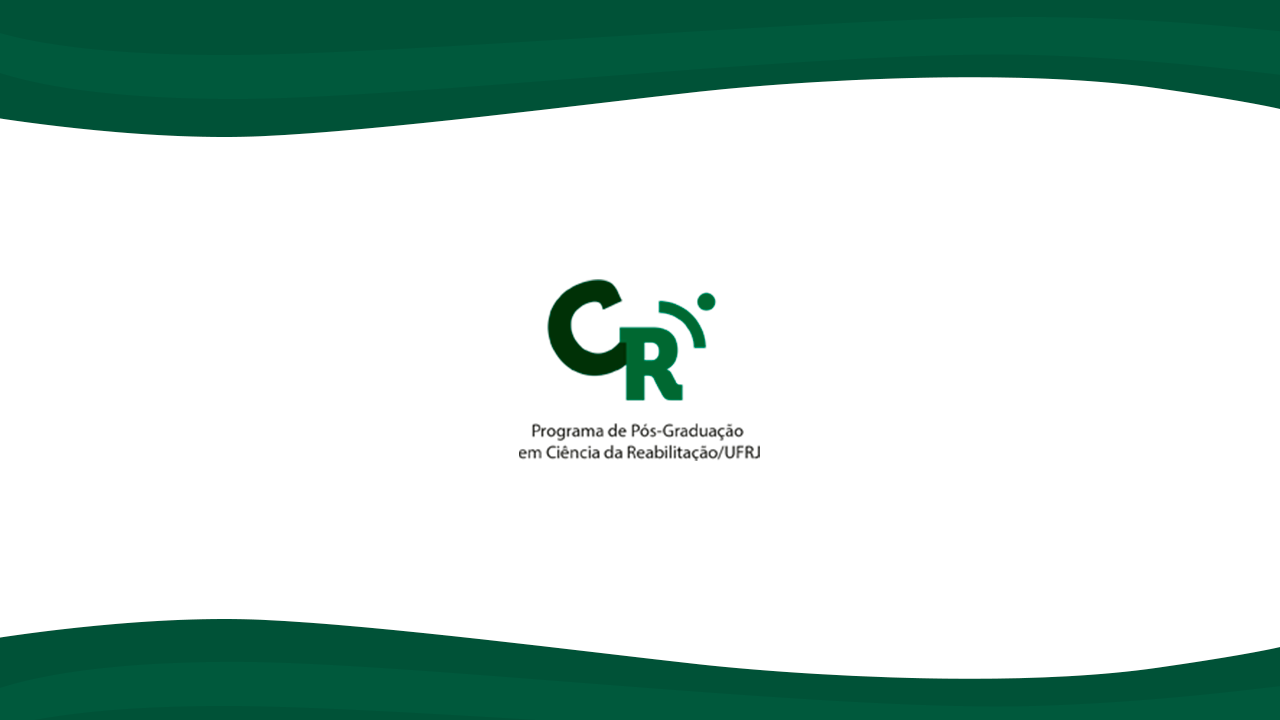 CR
Programa de Pós-Graduação
em Ciência da Reabilitação/UFRJ